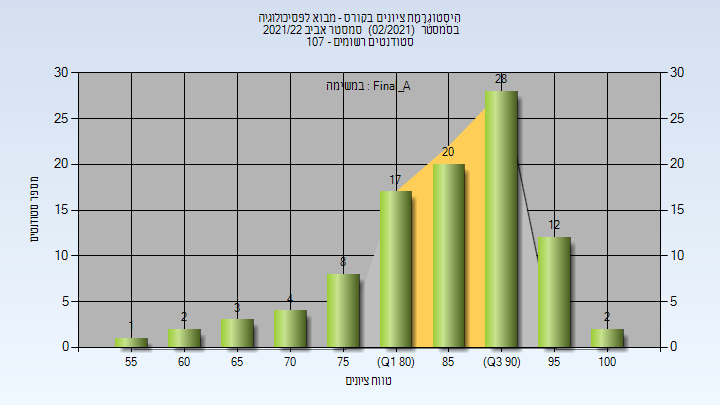 הִיסְטוֹגְרָמַת ציונים בקורס - מבוא לפסיכולוגיה
בסמסטר (02/2021) סמסטר אביב 2021/22
סטודנטים רשומים - 107
במשימה : Final_A
30 30
25 25
20 20
15 15
10 10
5 5
0 0
1 2 3 4 8 17 20 28 12 2
55 60 65 70 75 (Q1 80) 85 (Q3 90) 95 100
מספר סטודנטים
טווח ציונים